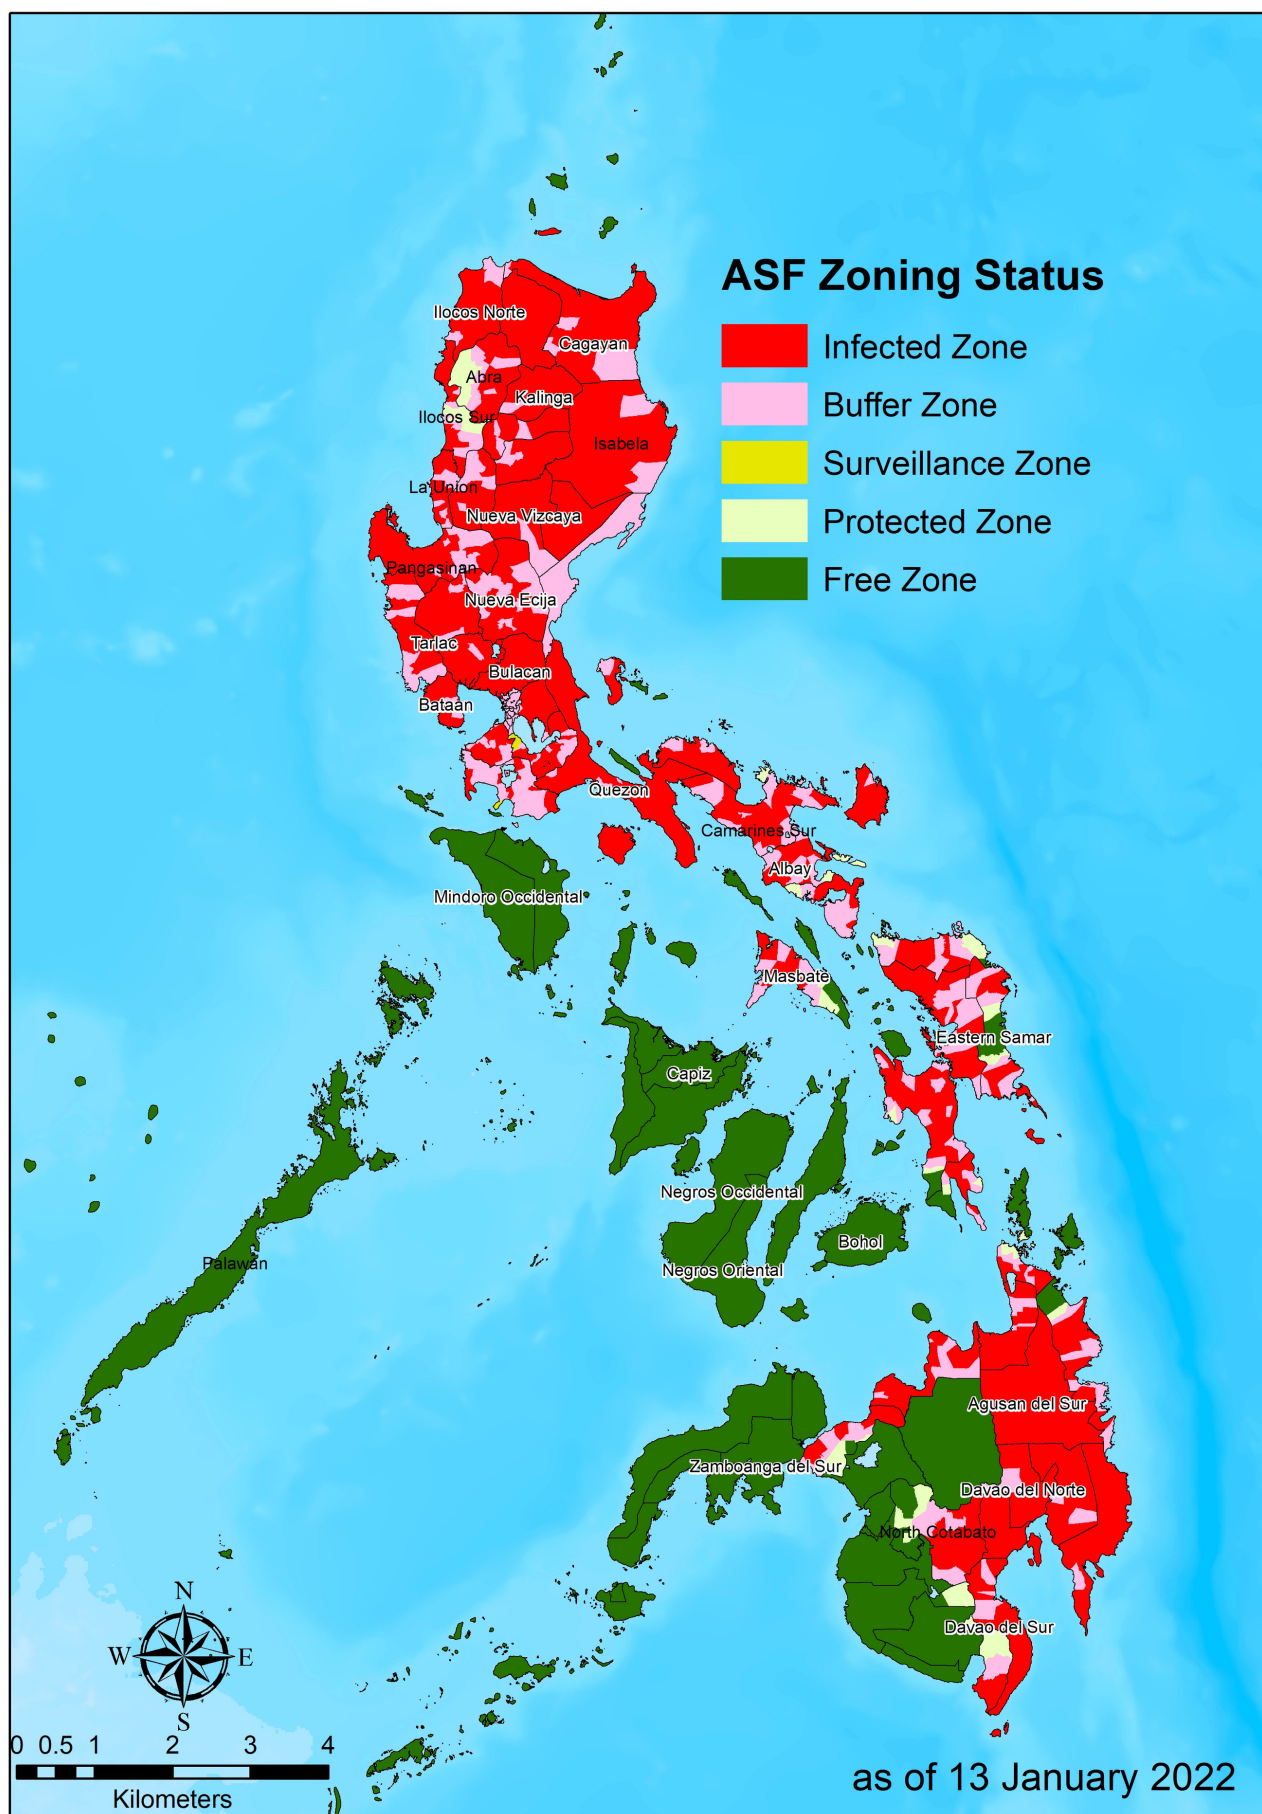 ASF Zoning Status
Infected Zone
Buffer Zone
Surveillance Zone
Protected Zone
Free Zone
Ilocos Norte
Cagayan
Abra
Kalinga
Ilocos Sur
Isabela
La Union
Nueva Vizcaya
Pangasinan
Nueva Ecija
Tarlac
Bulacan
Bataan
Quezon
Camarines Sur
Albay
Mindoro Occidental
Masbate
Eastern Samar
Capiz
Negros Occidental
Bohol
Palawan
Negros Oriental
Agusan del Sur
Zamboanga del Sur
Davao del Norte
North Cotabato
Davao del Sur
N
W E
S
0 0.5 1 2 3 4
Kilometers
as of 13 January 2022